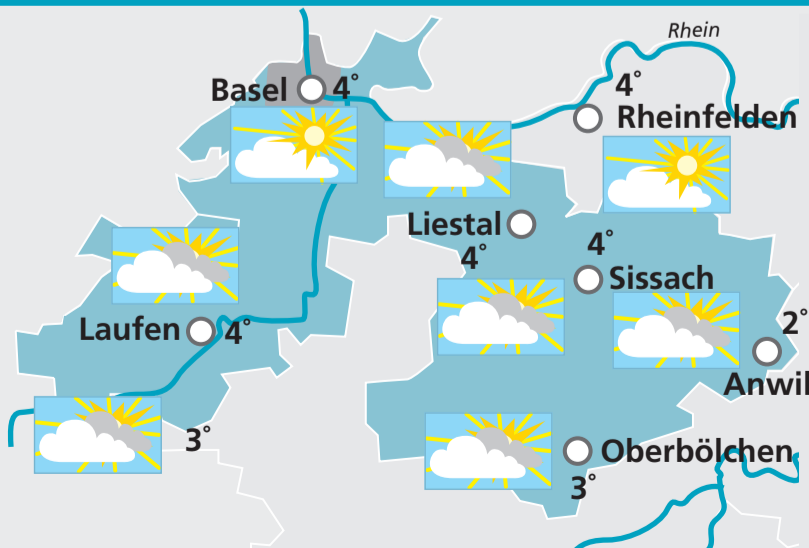 Rhein
Basel 4°
4°
Rheinfelden
Liestal
4°
4°
Sissach
Laufen 4°
2°
Anwil
3°
Oberbölchen
3°